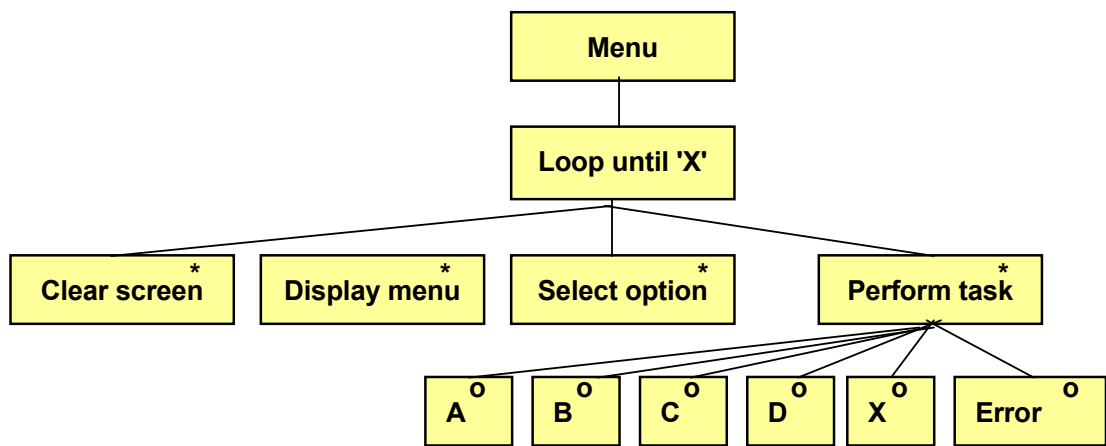 Menu
Loop until 'X'
Clear screen *
Display menu *
Select option *
Perform task *
A o
B o
C o
D o
X o
Error o